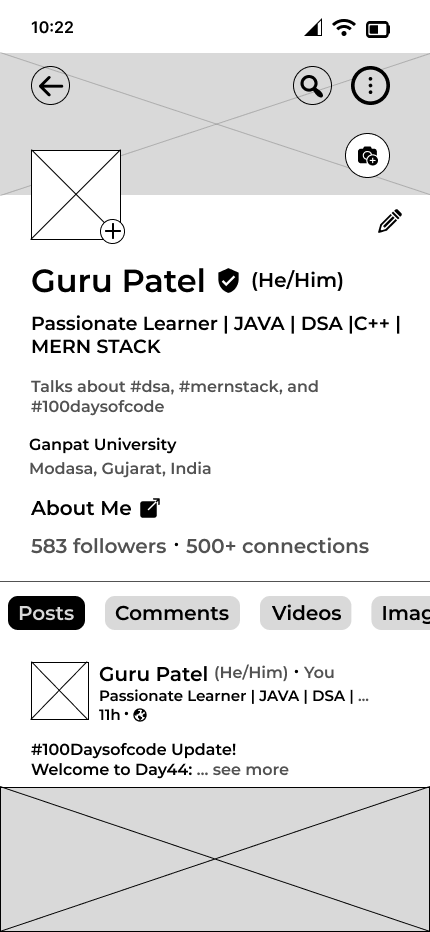 10:22
Guru Patel (He/Him)
Passionate Learner | JAVA | DSA |C++ |
MERN STACK
Talks about #dsa, #mernstack, and
#100daysofcode
Ganpat University
Modasa, Gujarat, India
About Me
583 followers · 500+ connections
Posts Comments Videos Imag
Guru Patel (He/Him) · You
Passionate Learner | JAVA | DSA | ...
11h ·
#100Daysofcode Update!
Welcome to Day44: ... see more